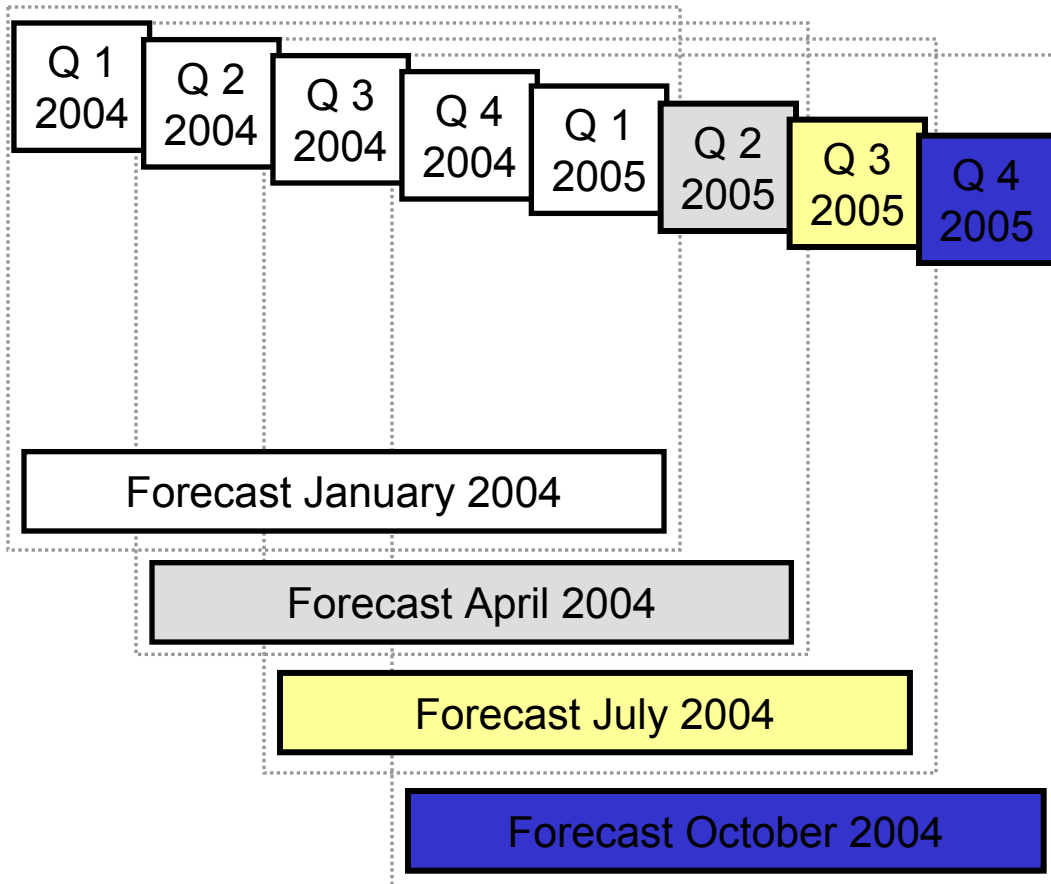 Q 1
2004
Q 2
2004
Q 3
2004
Q 4
2004
Q 1
2005
Q 2
2005
Q 3
2005
Q 4
2005
Forecast January 2004
Forecast April 2004
Forecast July 2004
Forecast October 2004